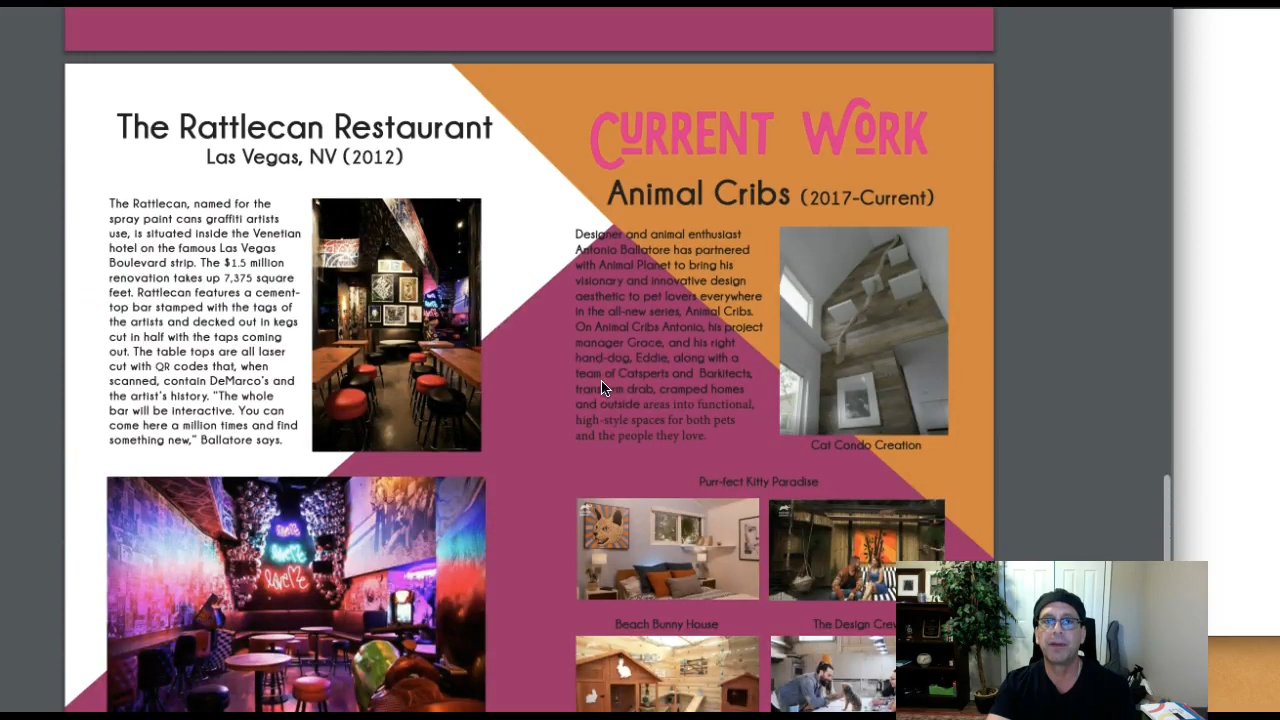 The Rattlecan Restaurant
Las Vegas, NV (2012)
The Rattlecan, named for the
spray paint cans graffiti artists
use, is situated inside the Venetian
hotel on the famous Las Vegas
Boulevard strip. The $1.5 million
renovation takes up 7,375 square
feet. Rattlecan features a cement-
top bar stamped with the tags of
the artists and decked out in kegs
cut in half with the taps coming
out. The table tops are all laser
cut with QR codes that, when
scanned, contain DeMarco's and
the artist's history. "The whole
bar will be interactive. You can
come here a million times and find
something new," Ballatore says.
CURRENT WORK
Animal Cribs (2017-Current)
Designer and animal enthusiast
Antonio Ballatore has partnered
with Animal Planet to bring his
visionary and innovative design
aesthetic to pet lovers everywhere
in the all-new series, Animal Cribs.
On Animal Cribs Antonio, his project
manager Grace, and his right
hand-dog, Eddie, along with a
team of Catsperts and Barkitects,
transform drab, cramped homes
and outside areas into functional,
high-style spaces for both pets
and the people they love.
Cat Condo Creation
Purr-fect Kitty Paradise
Beach Bunny House
The Design Crew